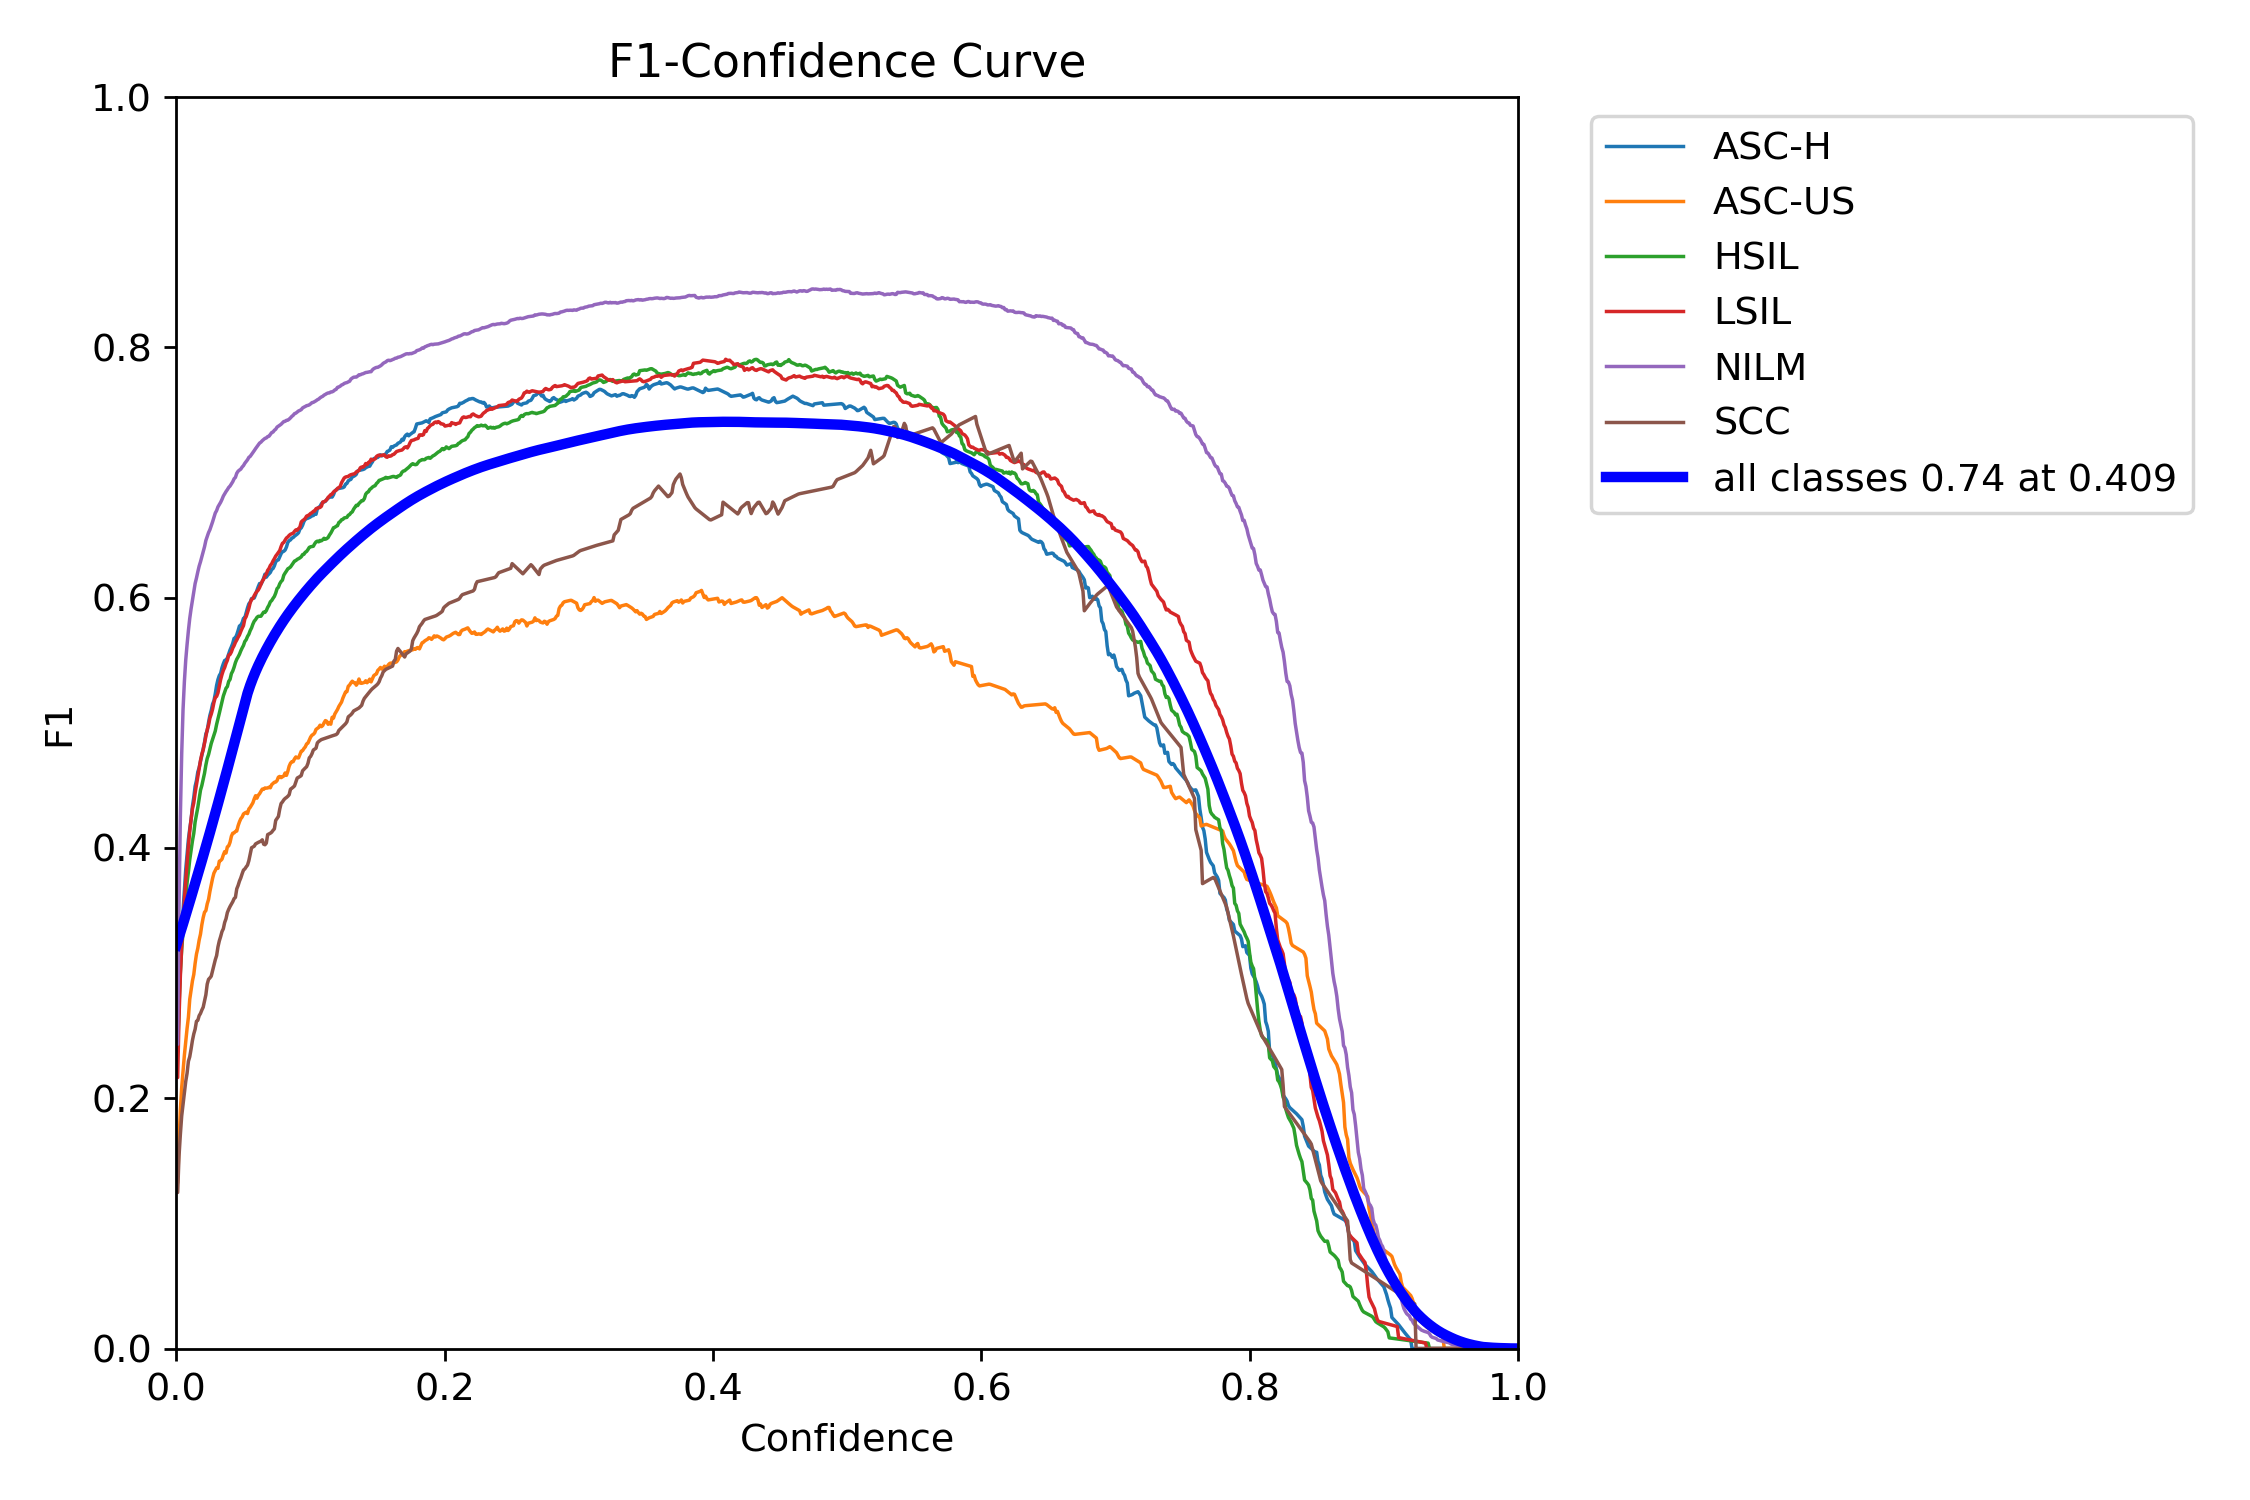 F1-Confidence Curve
1.0
0.8
0.6
0.4
0.2
0.0
F1
0.0 0.2 0.4 0.6 0.8 1.0
Confidence
ASC-H
ASC-US
HSIL
LSIL
NILM
SCC
all classes 0.74 at 0.409